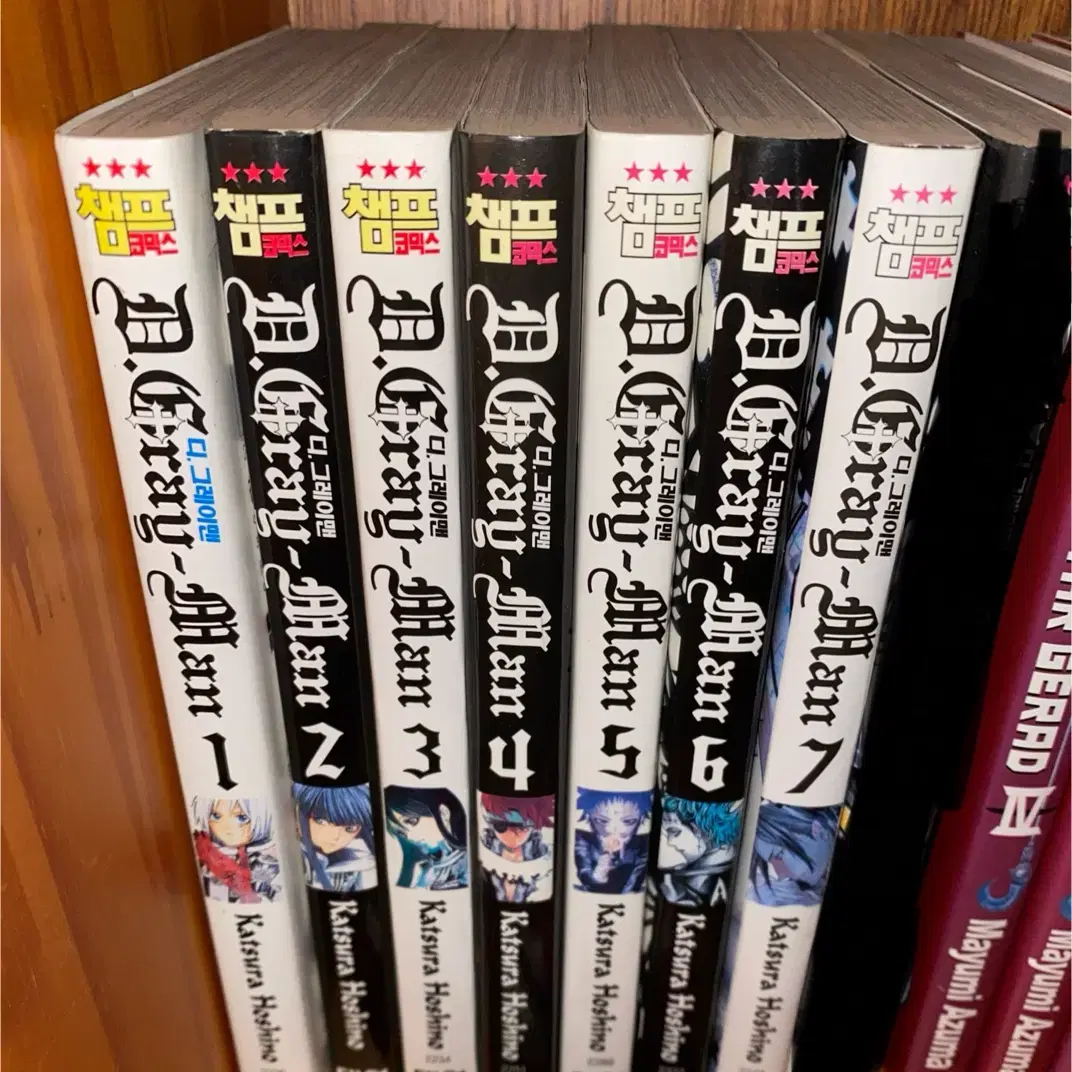 ★★★
챔프
코믹스
D.Gray-Man
디.그레이맨
1
Katsura Hoshino
★★★
챔프
코믹스
D.Gray-Man
디.그레이맨
2
Katsura Hoshino
★★★
챔프
코믹스
D.Gray-Man
디.그레이맨
3
Katsura Hoshino
★★★
챔프
코믹스
D.Gray-Man
디.그레이맨
4
Katsura Hoshino
★★★
챔프
코믹스
D.Gray-Man
디.그레이맨
5
Katsura Hoshino
★★★
챔프
코믹스
D.Gray-Man
디.그레이맨
6
A
Katsura Hoshino
★★★
챔프
코믹스
D.Gray-Man
디.그레이맨
7
Katsura Hoshino
GERAD IV
Mayumi Azuma
Mayumi Azuma